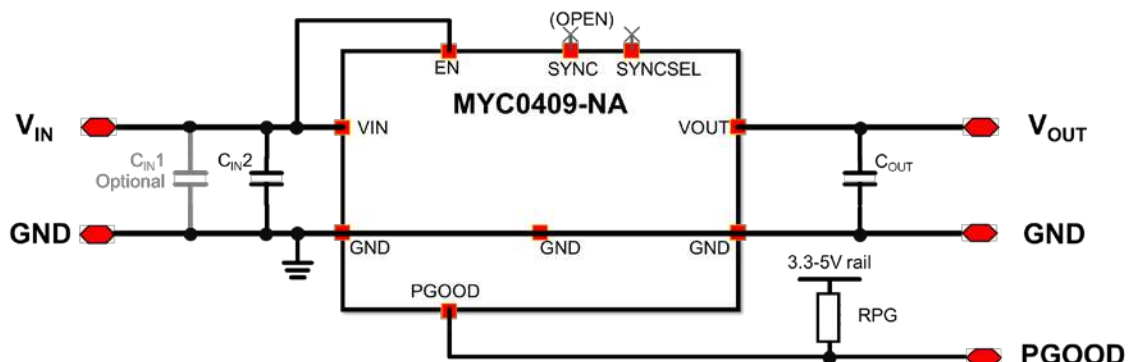 (OPEN)
EN
SYNC
SYNCSEL
MYC0409-NA
VIN
VIN
VOUT
VOUT
CIN1
Optional
CIN2
COUT
GND
GND
GND
GND
GND
3.3-5V rail
PGOOD
RPG
PGOOD